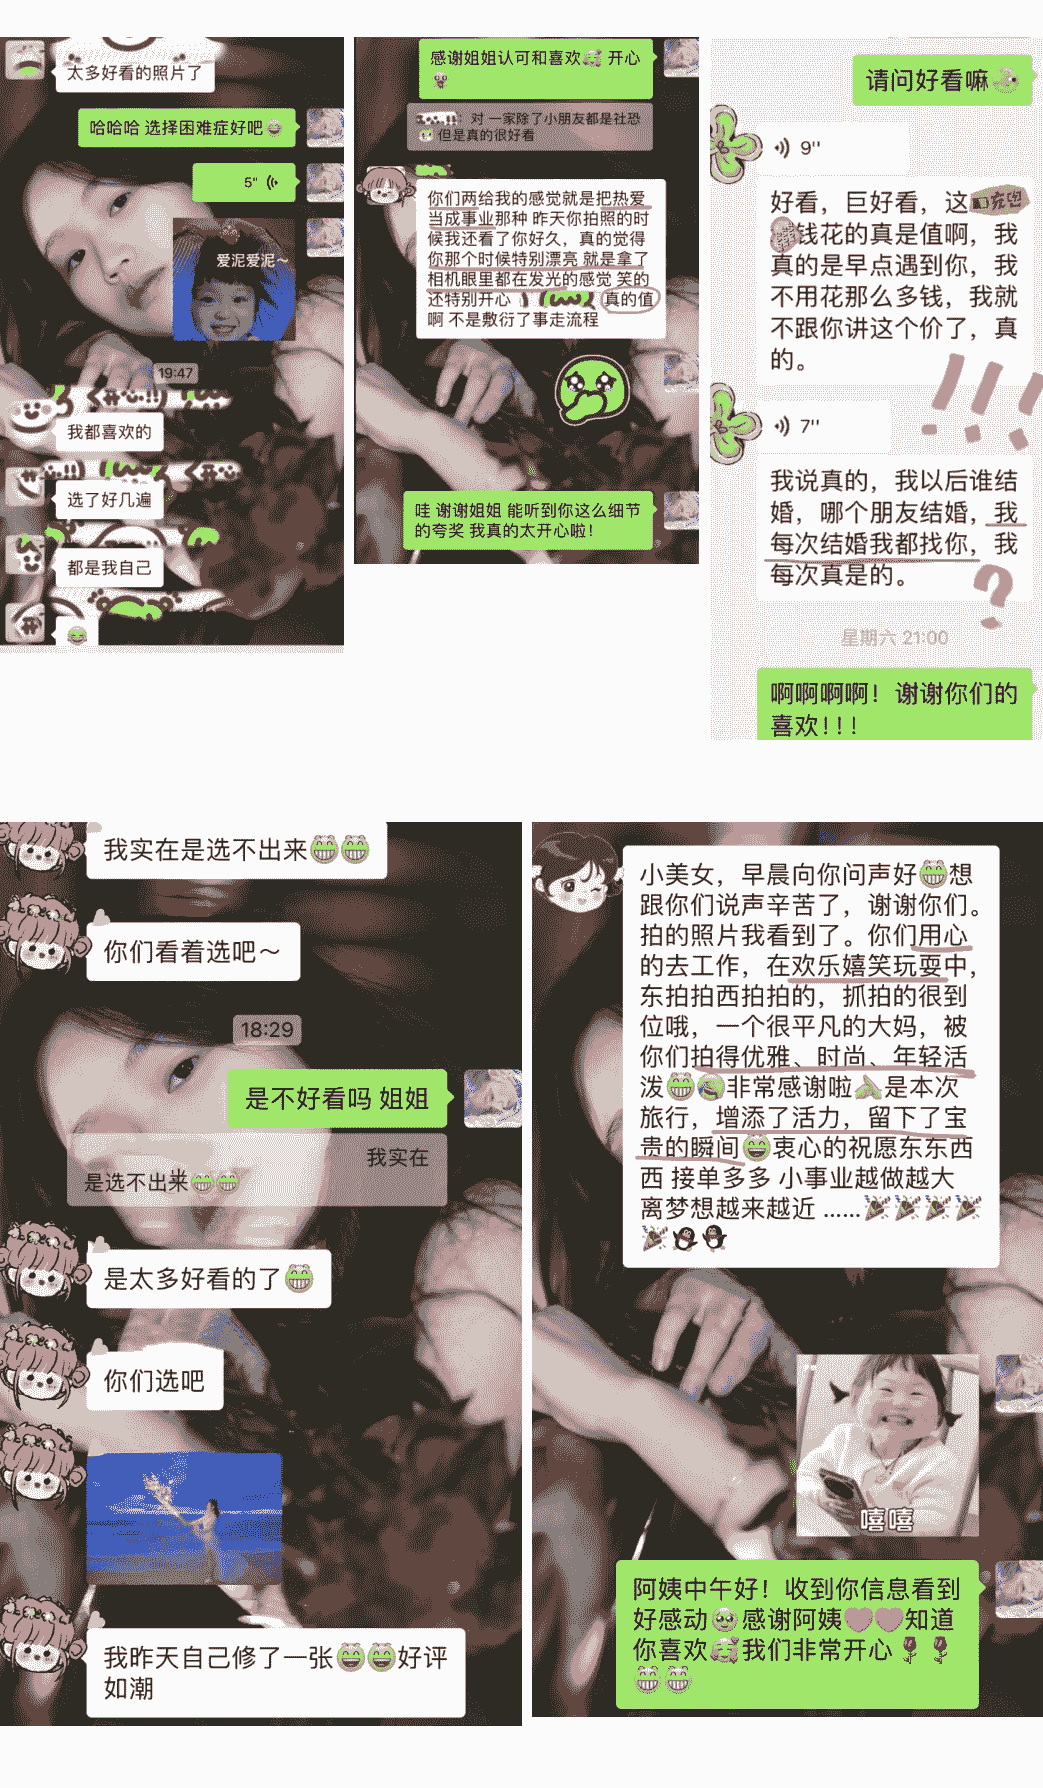 太多好看的照片了
哈哈哈 选择困难症好吧
5"
爱泥爱泥~
19:47
我都喜欢的
选了好几遍
都是我自己
感谢姐姐认可和喜欢 开心
：对 一家除了小朋友都是社恐
但是真的很好看
你们两给我的感觉就是把热爱
当成事业那种 昨天你拍照的时
候我还看了你好久，真的觉得
你那个时候特别漂亮 就是拿了
相机眼里都在发光的感觉 笑的
还特别开心 真的值
啊 不是敷衍了事走流程
哇 谢谢姐姐 能听到你这么细节
的夸奖 我真的太开心啦！
请问好看嘛
9"
好看，巨好看，这
钱花的真是值啊，我
真的是早点遇到你，我
不用花那么多钱，我就
不跟你讲这个价了，真
的。
!!!
7"
我说真的，我以后谁结
婚，哪个朋友结婚，我
每次结婚我都找你，我
每次真是的。
?
星期六 21:00
啊啊啊啊！谢谢你们的
喜欢!!!
我实在是选不出来
你们看着选吧～
18:29
是不好看吗 姐姐
我实在
是选不出来
是太多好看的了
你们选吧
我昨天自己修了一张好评
如潮
小美女，早晨向你问声好想
跟你们说声辛苦了，谢谢你们。
拍的照片我看到了。你们用心
的去工作，在欢乐嬉笑玩耍中，
东拍拍西拍拍的，抓拍的很到
位哦，一个很平凡的大妈，被
你们拍得优雅、时尚、年轻活
泼非常感谢啦是本次
旅行，增添了活力，留下了宝
贵的瞬间衷心的祝愿东东西
西 接单多多 小事业越做越大
离梦想越来越近 ......
嘻嘻
阿姨中午好！收到你信息看到
好感动感谢阿姨知道
你喜欢我们非常开心